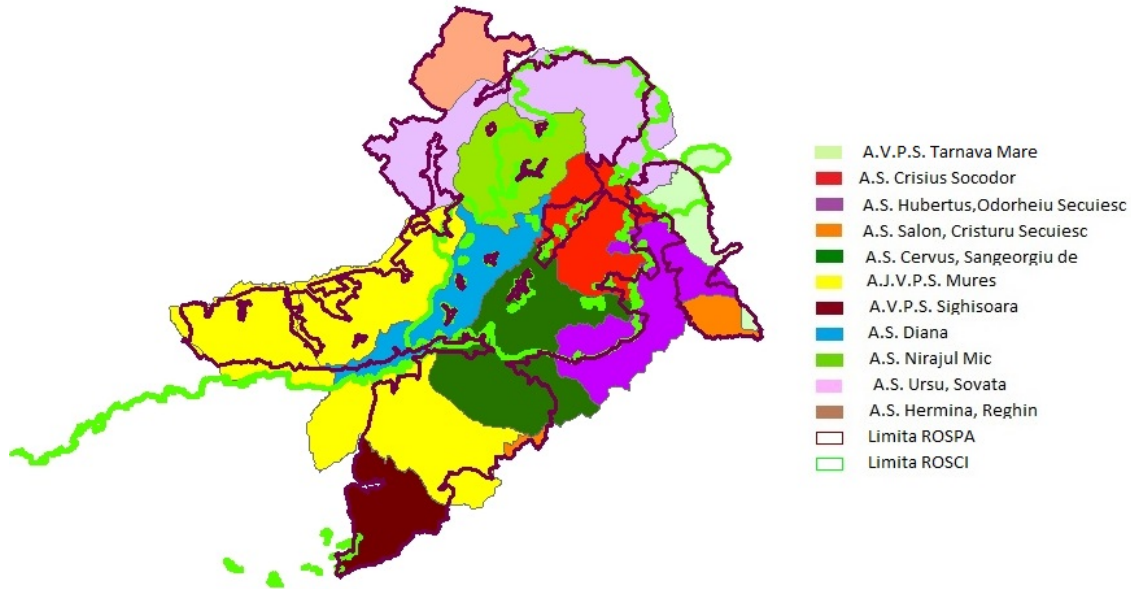 A.V.P.S. Tarnava Mare
A.S. Crisius Socodor
A.S. Hubertus,Odorheiu Secuiesc
A.S. Salon, Cristuru Secuiesc
A.S. Cervus, Sangeorgiu de
A.J.V.P.S. Mures
A.V.P.S. Sighisoara
A.S. Diana
A.S. Nirajul Mic
A.S. Ursu, Sovata
A.S. Hermina, Reghin
Limita ROSPA
Limita ROSCI